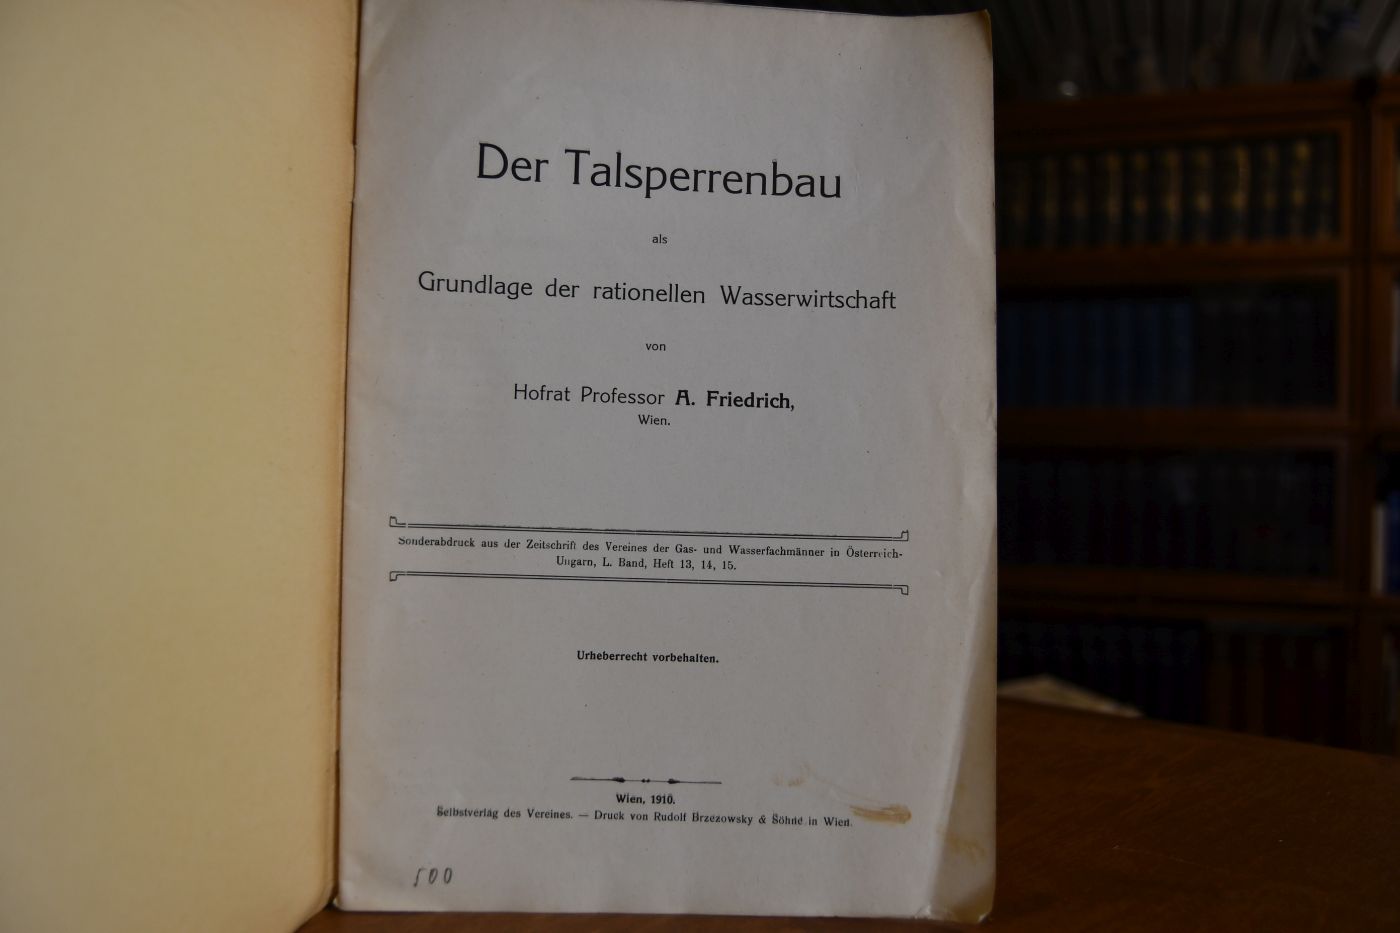 Der Talsperrenbau
als
Grundlage der rationellen Wasserwirtschaft
von
Hofrat Professor A. Friedrich,
Wien.
Sonderabdruck aus der Zeitschrift des Vereines der Gas- und Wasserfachmänner in Österreich-
Ungarn, L. Band, Heft 13, 14, 15.
Urheberrecht vorbehalten.
Wien, 1910.
Selbstverlag des Vereines. — Druck von Rudolf Brzezowsky & Söhne in Wien.
500